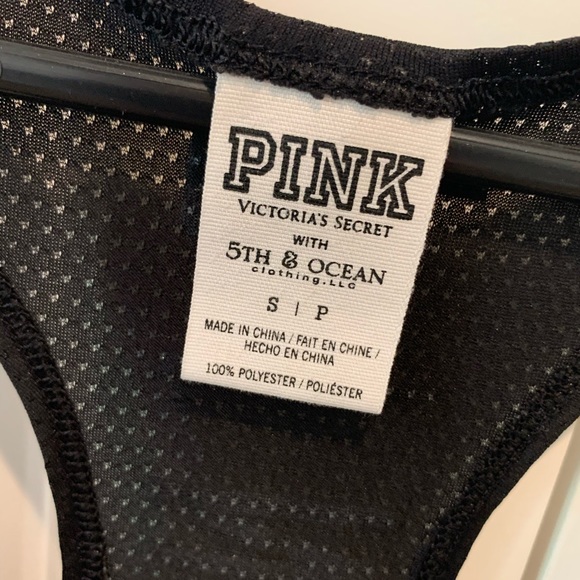 PINK
VICTORIA'S SECRET
WITH
5TH & OCEAN
clothing,LLC
S | P
MADE IN CHINA / FAIT EN CHINE /
HECHO EN CHINA
100% POLYESTER / POLIÉSTER